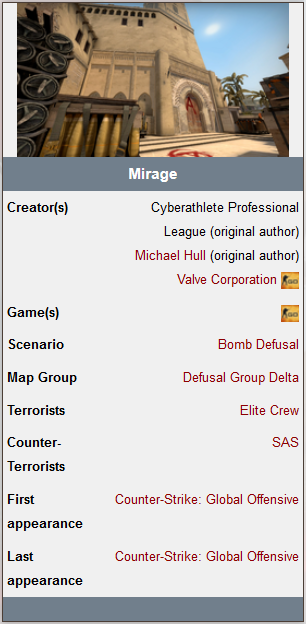 Mirage
Creator(s) Cyberathlete Professional
League (original author)
Michael Hull (original author)
Valve Corporation
Game(s)
Scenario Bomb Defusal
Map Group Defusal Group Delta
Terrorists Elite Crew
Counter- SAS
Terrorists
First Counter-Strike: Global Offensive
appearance
Last Counter-Strike: Global Offensive
appearance